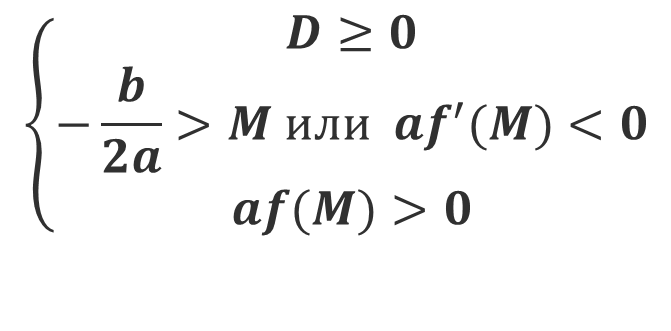 D ≥ 0
− b/2a > M или af′(M) < 0
af(M) > 0